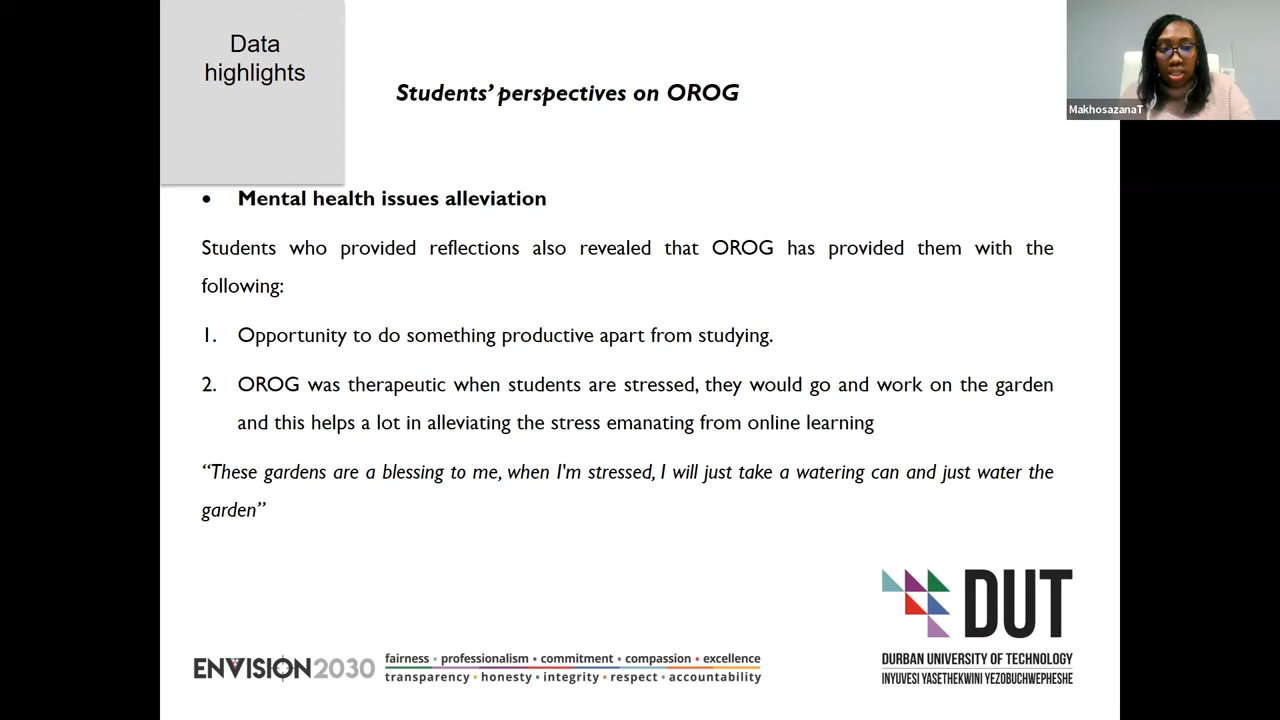 Data
highlights
Students’ perspectives on OROG
MakhosazanaT
• Mental health issues alleviation
Students who provided reflections also revealed that OROG has provided them with the
following:
1. Opportunity to do something productive apart from studying.
2. OROG was therapeutic when students are stressed, they would go and work on the garden
and this helps a lot in alleviating the stress emanating from online learning
“These gardens are a blessing to me, when I'm stressed, I will just take a watering can and just water the
garden”
DUT
DURBAN UNIVERSITY OF TECHNOLOGY
INYUVESI YASETHEKWINI YEZOBUCHWEPHESHE
ENVISION2030
fairness • professionalism • commitment • compassion • excellence
transparency • honesty • integrity • respect • accountability